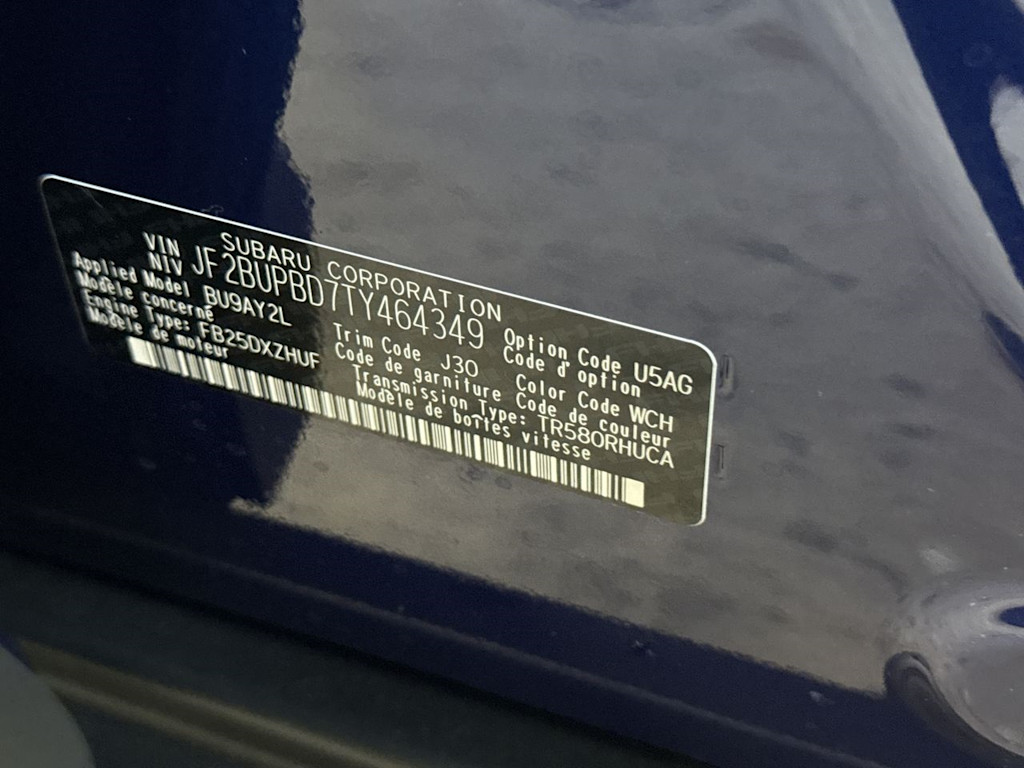 SUBARU CORPORATION
VIN
NIV JF2BUPBD7TY464349
Applied Model BU9AY2L
Modèle concerné
Engine Type: FB25DXZHUF
Modèle de moteur
Trim Code J30
Code de garniture
Option Code U5AG
Code d'option
Color Code WCH
Code de couleur
Transmission Type: TR580RHUCA
Modèle de boîtes vitesse